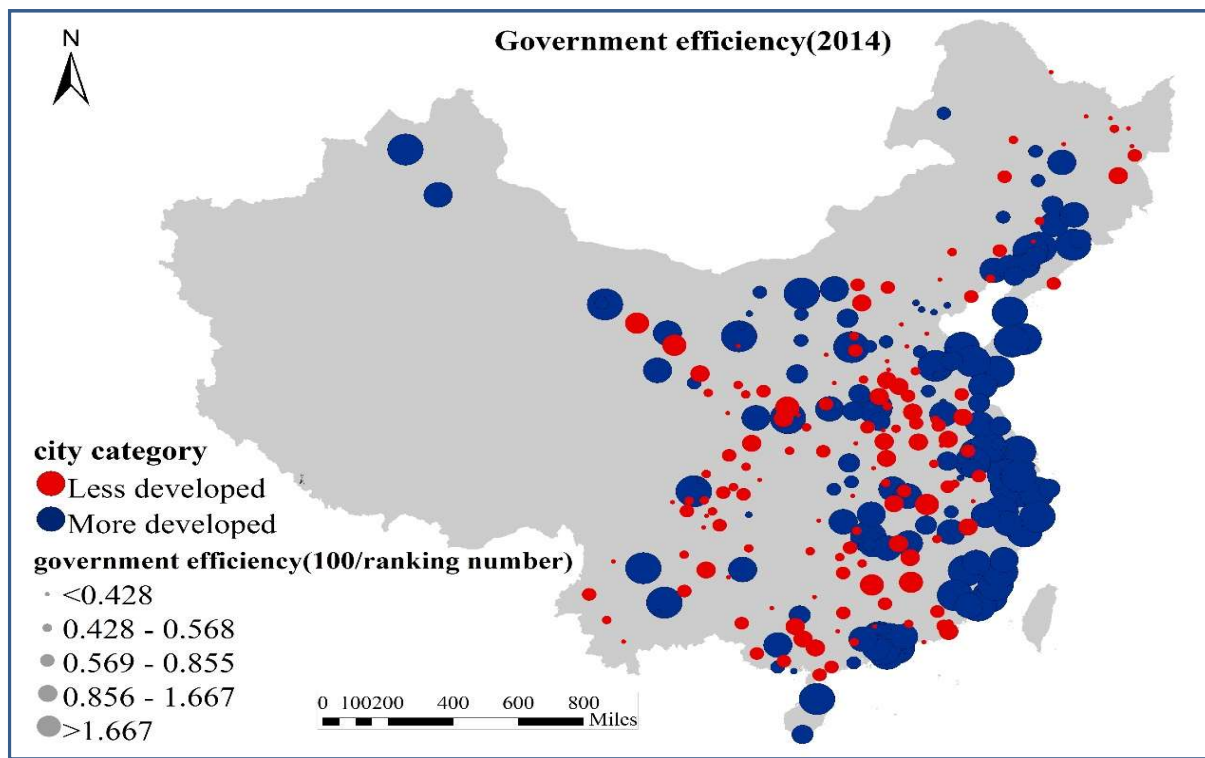 N
Government efficiency(2014)
city category
Less developed
More developed
government efficiency(100/ranking number)
<0.428
0.428 - 0.568
0.569 - 0.855
0.856 - 1.667
>1.667
0 100200 400 600 800
Miles